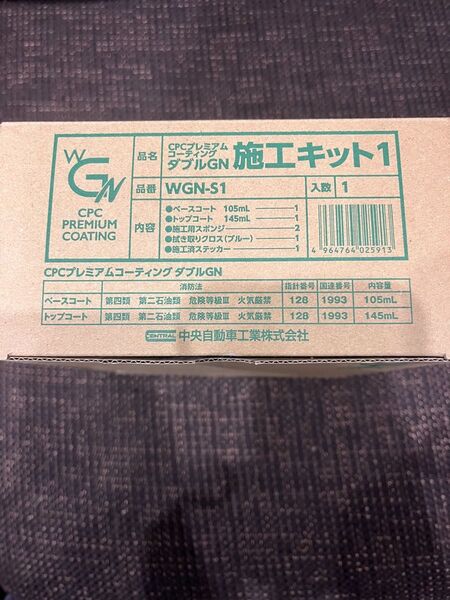 WGN
CPC
PREMIUM
COATING
品名 CPCプレミアム
コーティング
ダブルGN 施工キット1
品番 WGN-S1 入数 1
内容
●ベースコート 105mL 1
●トップコート 145mL 1
●施工用スポンジ 2
●拭き取りクロス(ブルー) 1
●施工済ステッカー 1
4 964764 025913
CPCプレミアムコーティング ダブルGN
消防法 指針番号 国連番号 内容量
ベースコート 第四類 第二石油類 危険等級Ⅲ 火気厳禁 128 1993 105mL
トップコート 第四類 第二石油類 危険等級Ⅲ 火気厳禁 128 1993 145mL
CENTRAL 中央自動車工業株式会社